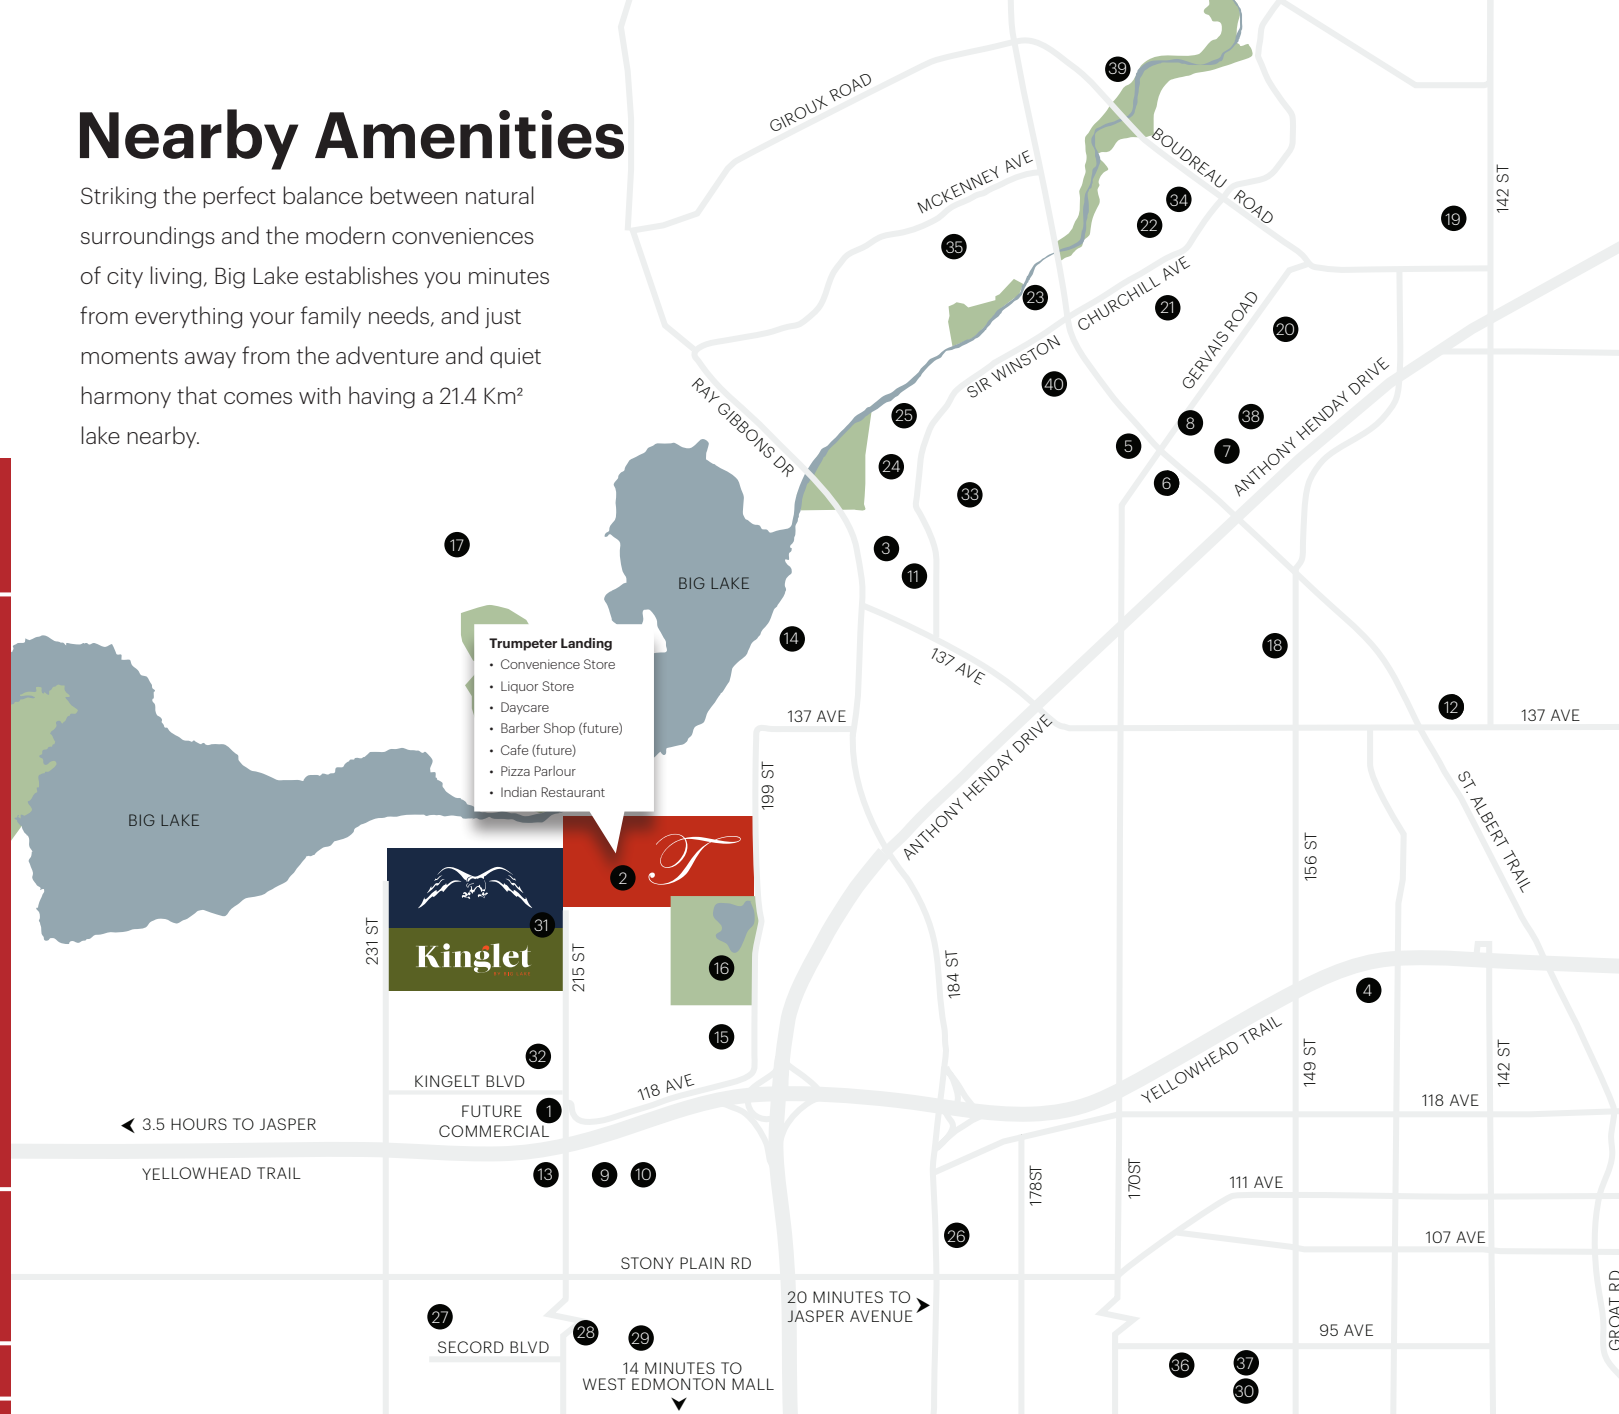 Nearby Amenities
Striking the perfect balance between natural
surroundings and the modern conveniences
of city living, Big Lake establishes you minutes
from everything your family needs, and just
moments away from the adventure and quiet
harmony that comes with having a 21.4 Km²
lake nearby.
GIROUX ROAD
39
MCKENNEY AVE
BOUDREAU ROAD
142 ST
34
22
19
35
23
SIR WINSTON CHURCHILL AVE
21
GERVAIS ROAD
20
RAY GIBBONS DR
40
25
8
38
5
7
24
6
33
ANTHONY HENDAY DRIVE
17
3
11
BIG LAKE
14
18
137 AVE
12
137 AVE
137 AVE
Trumpeter Landing
• Convenience Store
• Liquor Store
• Daycare
• Barber Shop (future)
• Cafe (future)
• Pizza Parlour
• Indian Restaurant
199 ST
ANTHONY HENDAY DRIVE
ST. ALBERT TRAIL
BIG LAKE
156 ST
2
T
31
Kinglet
231 ST
215 ST
16
184 ST
4
15
32
YELLOWHEAD TRAIL
149 ST
142 ST
KINGELT BLVD
118 AVE
118 AVE
FUTURE
COMMERCIAL
1
3.5 HOURS TO JASPER
YELLOWHEAD TRAIL
13
9
10
178ST
170ST
111 AVE
26
107 AVE
STONY PLAIN RD
20 MINUTES TO
JASPER AVENUE
GROAT RD
27
SECORD BLVD
28
29
95 AVE
14 MINUTES TO
WEST EDMONTON MALL
36
37
30